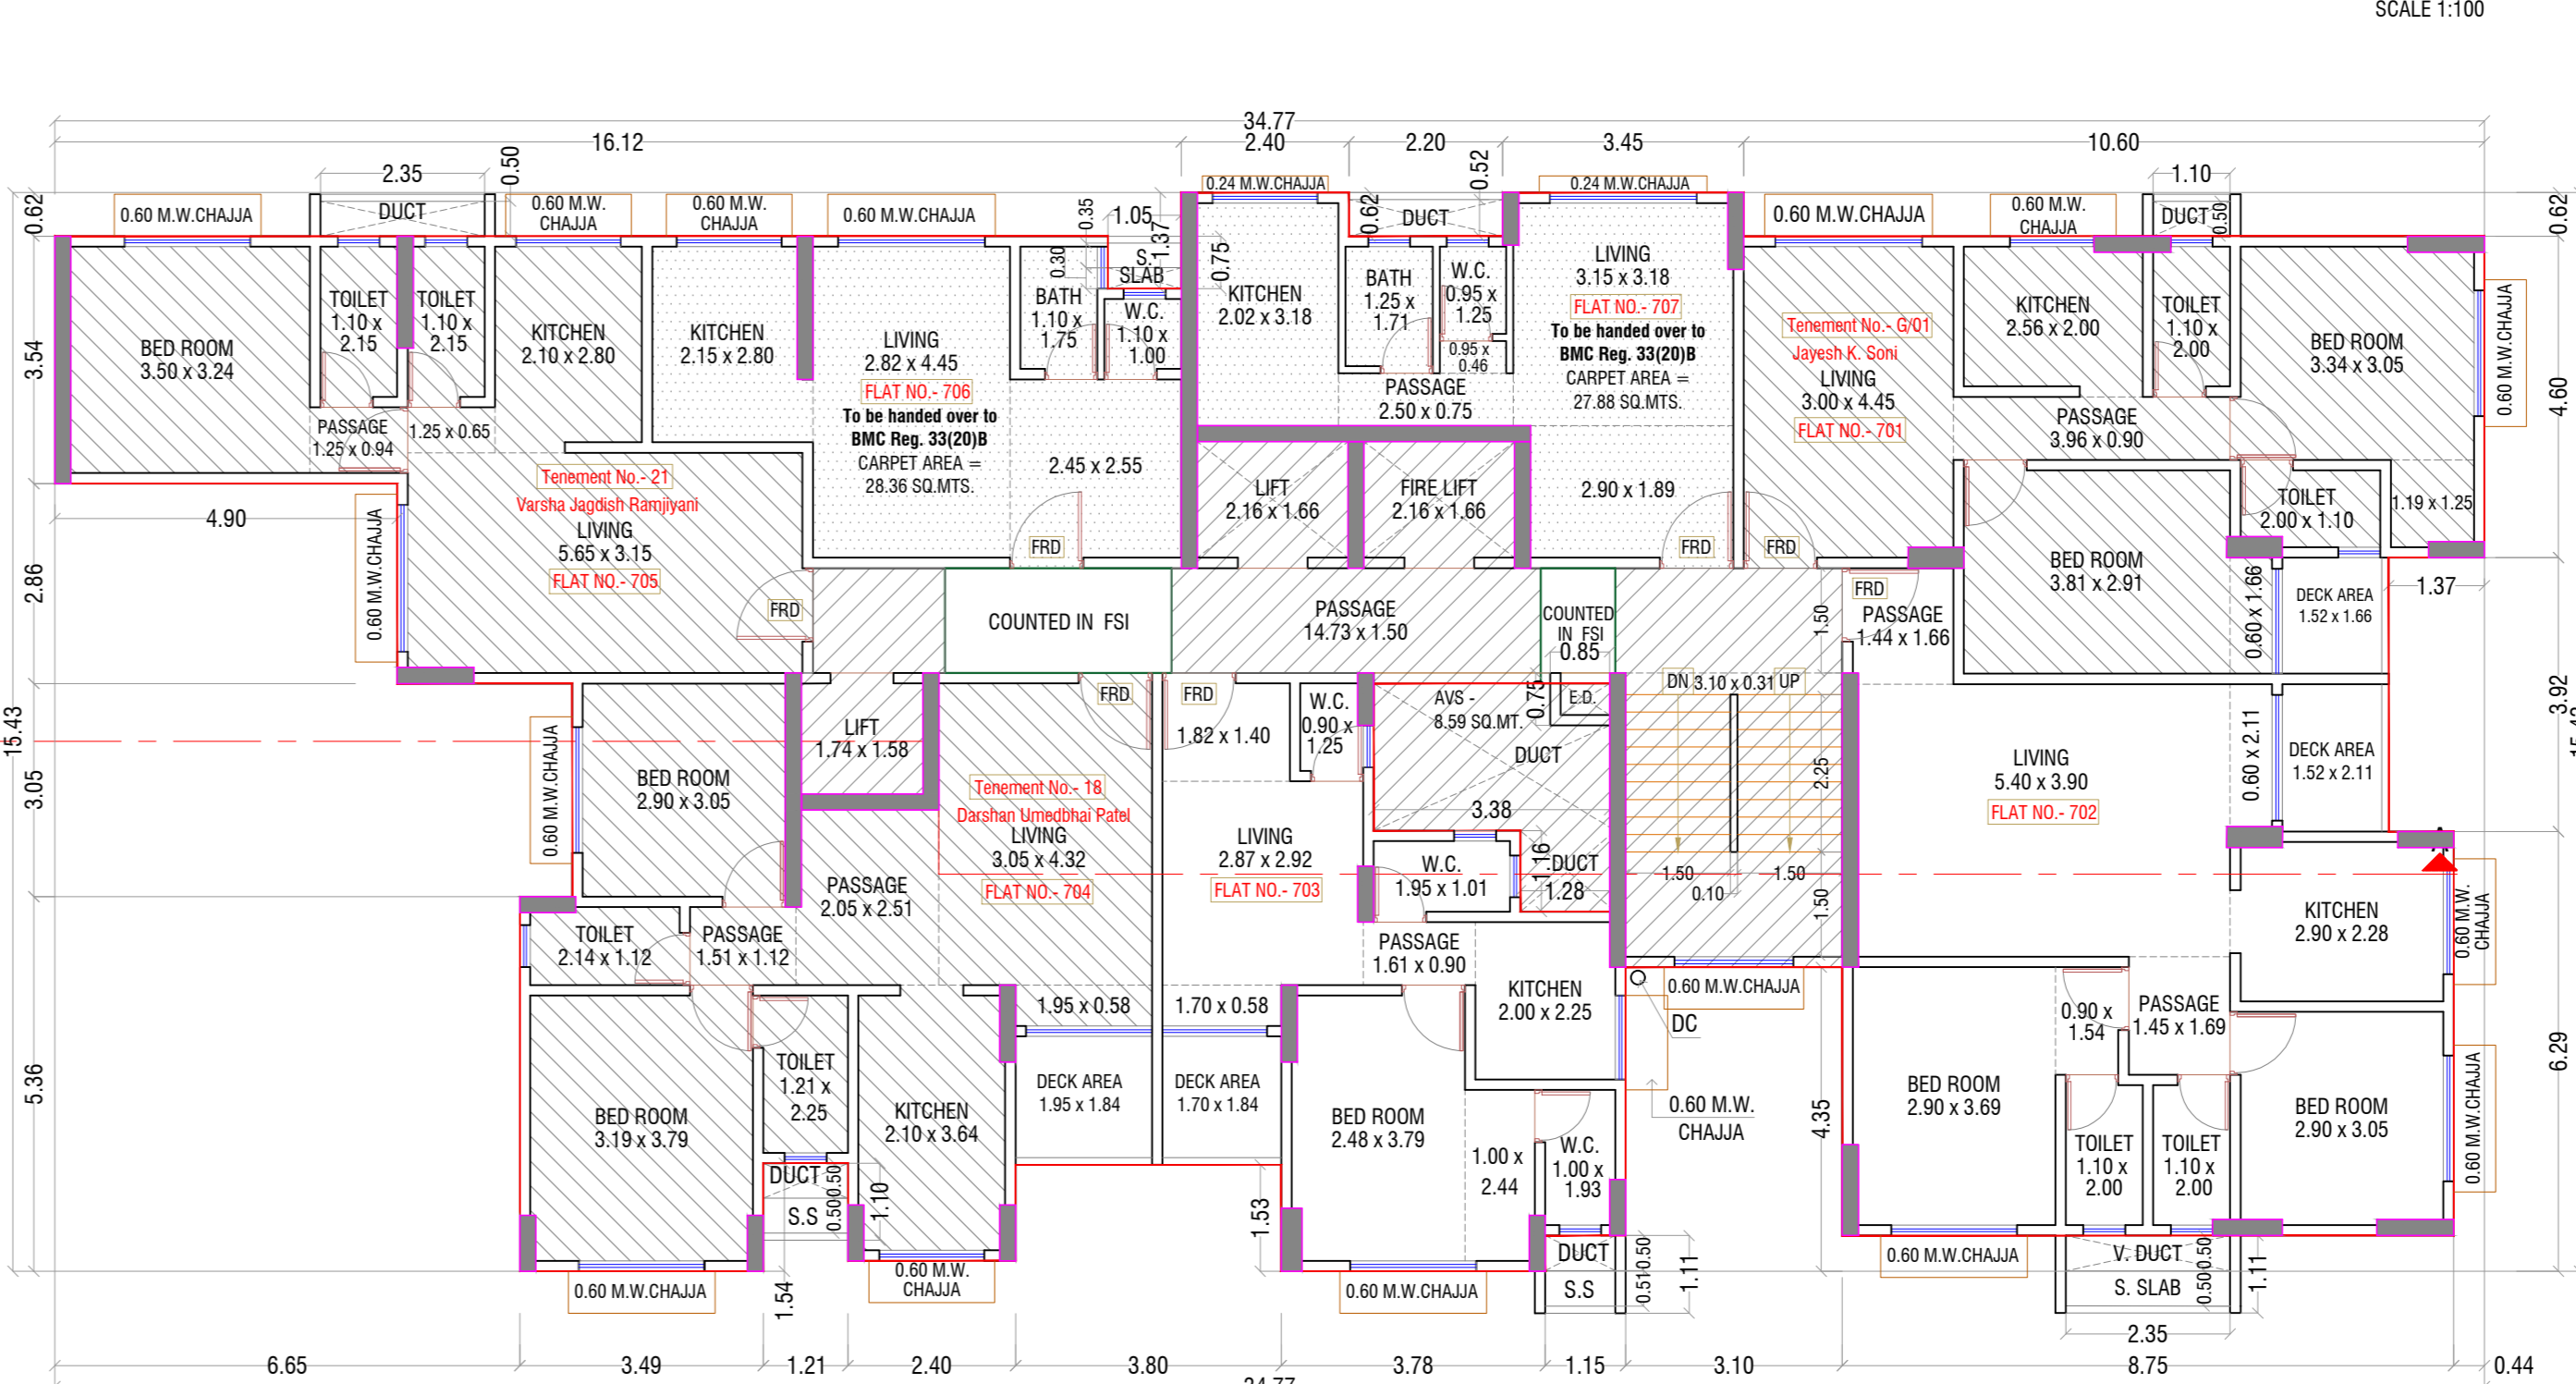 SCALE 1:100
34.77
16.12
2.40
2.20
3.45
10.60
2.35
0.50
0.52
1.10
0.62
0.60 M.W.CHAJJA
DUCT
0.60 M.W.
CHAJJA
0.60 M.W.
CHAJJA
0.60 M.W.CHAJJA
0.35
1.05
1.37
0.30
S.
SLAB
0.75
0.24 M.W.CHAJJA
0.62
DUCT
0.24 M.W.CHAJJA
0.60 M.W.CHAJJA
0.60 M.W.
CHAJJA
DUCT
0.50
0.62
3.54
BED ROOM
3.50 x 3.24
TOILET
1.10 x
2.15
TOILET
1.10 x
2.15
KITCHEN
2.10 x 2.80
KITCHEN
2.15 x 2.80
LIVING
2.82 x 4.45
FLAT NO.- 706
To be handed over to
BMC Reg. 33(20)B
CARPET AREA =
28.36 SQ.MTS.
BATH
1.10 x
1.75
W.C.
1.10 x
1.00
2.45 x 2.55
FRD
KITCHEN
2.02 x 3.18
BATH
1.25 x
1.71
W.C.
0.95 x
1.25
0.95 x
0.46
PASSAGE
2.50 x 0.75
LIVING
3.15 x 3.18
FLAT NO.- 707
To be handed over to
BMC Reg. 33(20)B
CARPET AREA =
27.88 SQ.MTS.
2.90 x 1.89
FRD
LIFT
2.16 x 1.66
FIRE LIFT
2.16 x 1.66
Tenement No.- G/01
Jayesh K. Soni
LIVING
3.00 x 4.45
FLAT NO.- 701
FRD
KITCHEN
2.56 x 2.00
TOILET
1.10 x
2.00
BED ROOM
3.34 x 3.05
0.60 M.W.CHAJJA
4.60
PASSAGE
3.96 x 0.90
TOILET
2.00 x 1.10
1.19 x 1.25
BED ROOM
3.81 x 2.91
0.60 x 1.66
DECK AREA
1.52 x 1.66
1.37
PASSAGE
1.25 x 0.94
1.25 x 0.65
4.90
0.60 M.W.CHAJJA
2.86
Tenement No.- 21
Varsha Jagdish Ramjiyani
LIVING
5.65 x 3.15
FLAT NO.- 705
FRD
COUNTED IN FSI
PASSAGE
14.73 x 1.50
COUNTED
IN FSI
0.85
1.50
FRD
PASSAGE
1.44 x 1.66
15.43
3.05
0.60 M.W.CHAJJA
BED ROOM
2.90 x 3.05
LIFT
1.74 x 1.58
FRD
FRD
Tenement No.- 18
Darshan Umedbhai Patel
LIVING
3.05 x 4.32
FLAT NO.- 704
1.82 x 1.40
W.C.
0.90 x
1.25
LIVING
2.87 x 2.92
FLAT NO.- 703
AVS -
8.59 SQ.MT.
0.75
E.D.
DUCT
3.38
W.C.
1.95 x 1.01
1.16
DUCT
1.28
DN
3.10 x 0.31
UP
2.25
1.50
1.50
0.10
1.50
LIVING
5.40 x 3.90
FLAT NO.- 702
0.60 x 2.11
DECK AREA
1.52 x 2.11
3.92
A
KITCHEN
2.90 x 2.28
0.60 M.W.
CHAJJA
PASSAGE
2.05 x 2.51
TOILET
2.14 x 1.12
PASSAGE
1.51 x 1.12
PASSAGE
1.61 x 0.90
KITCHEN
2.00 x 2.25
0.60 M.W.CHAJJA
DC
0.60 M.W.
CHAJJA
4.35
0.90 x
1.54
PASSAGE
1.45 x 1.69
5.36
BED ROOM
3.19 x 3.79
TOILET
1.21 x
2.25
KITCHEN
2.10 x 3.64
1.95 x 0.58
1.70 x 0.58
DECK AREA
1.95 x 1.84
DECK AREA
1.70 x 1.84
BED ROOM
2.48 x 3.79
1.00 x
2.44
W.C.
1.00 x
1.93
BED ROOM
2.90 x 3.69
TOILET
1.10 x
2.00
TOILET
1.10 x
2.00
BED ROOM
2.90 x 3.05
0.60 M.W.CHAJJA
6.29
DUCT
S.S
0.50
0.50
1.10
1.53
1.54
0.60 M.W.CHAJJA
0.60 M.W.
CHAJJA
0.60 M.W.CHAJJA
DUCT
S.S
0.50
0.51
1.11
0.60 M.W.CHAJJA
V. DUCT
S. SLAB
0.50
0.50
1.11
2.35
6.65
3.49
1.21
2.40
3.80
3.78
1.15
3.10
8.75
0.44